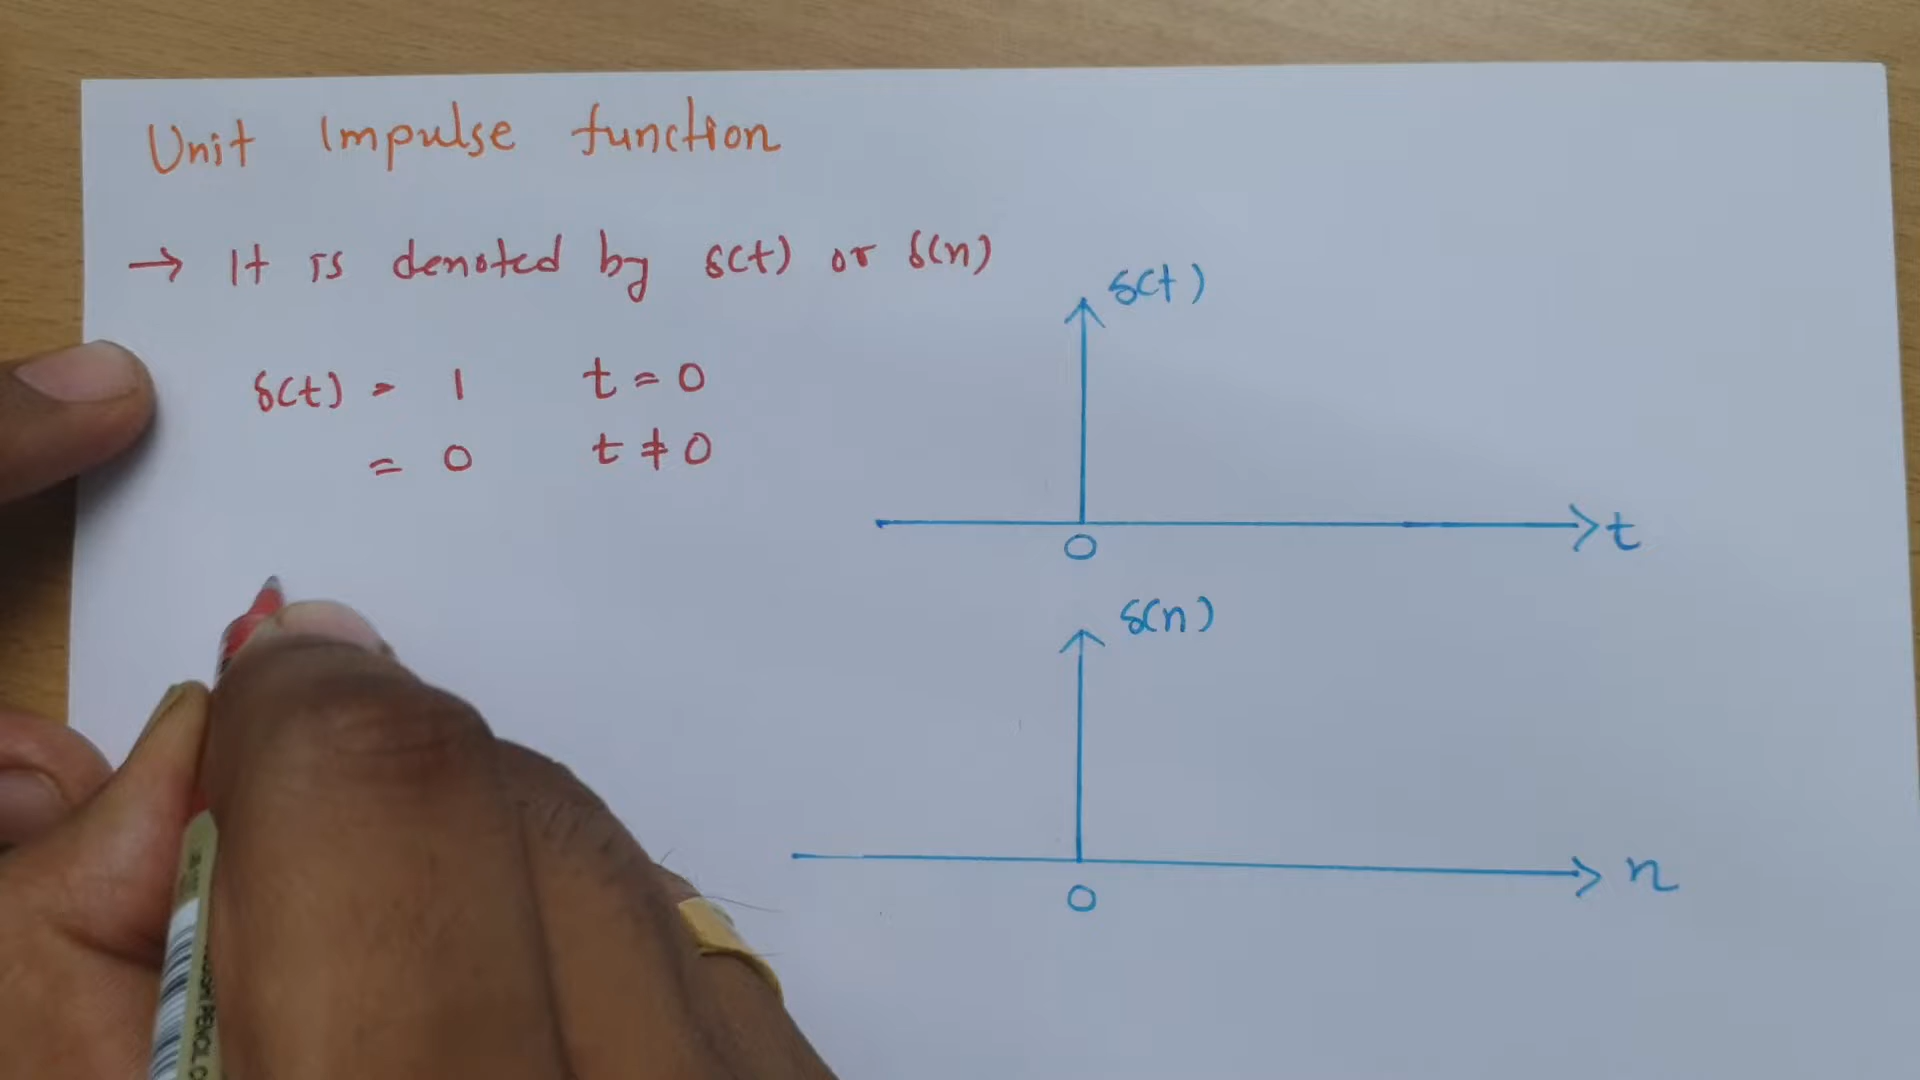 Unit Impulse function
→ It is denoted by δ(t) or δ(n)
δ(t) = 1 t = 0
= 0 t ≠ 0
δ(t)
t
0
δ(n)
n
0